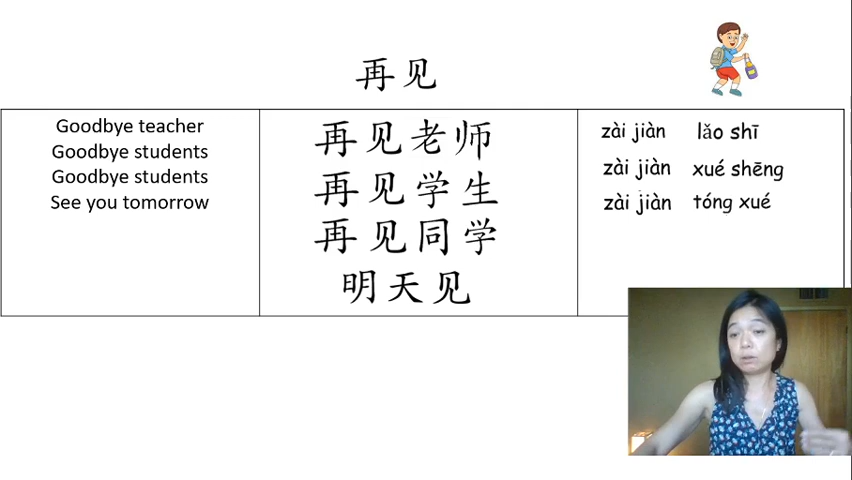 再见
Goodbye teacher
Goodbye students
Goodbye students
See you tomorrow
再见老师
再见学生
再见同学
明天见
zài jiàn lǎo shī
zài jiàn xué shēng
zài jiàn tóng xué